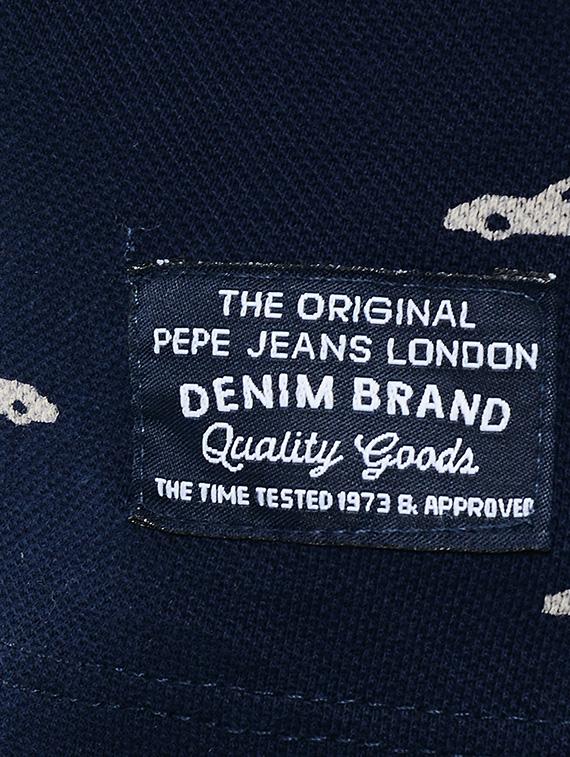 THE ORIGINAL
PEPE JEANS LONDON
DENIM BRAND
Quality Goods
THE TIME TESTED 1973 & APPROVED